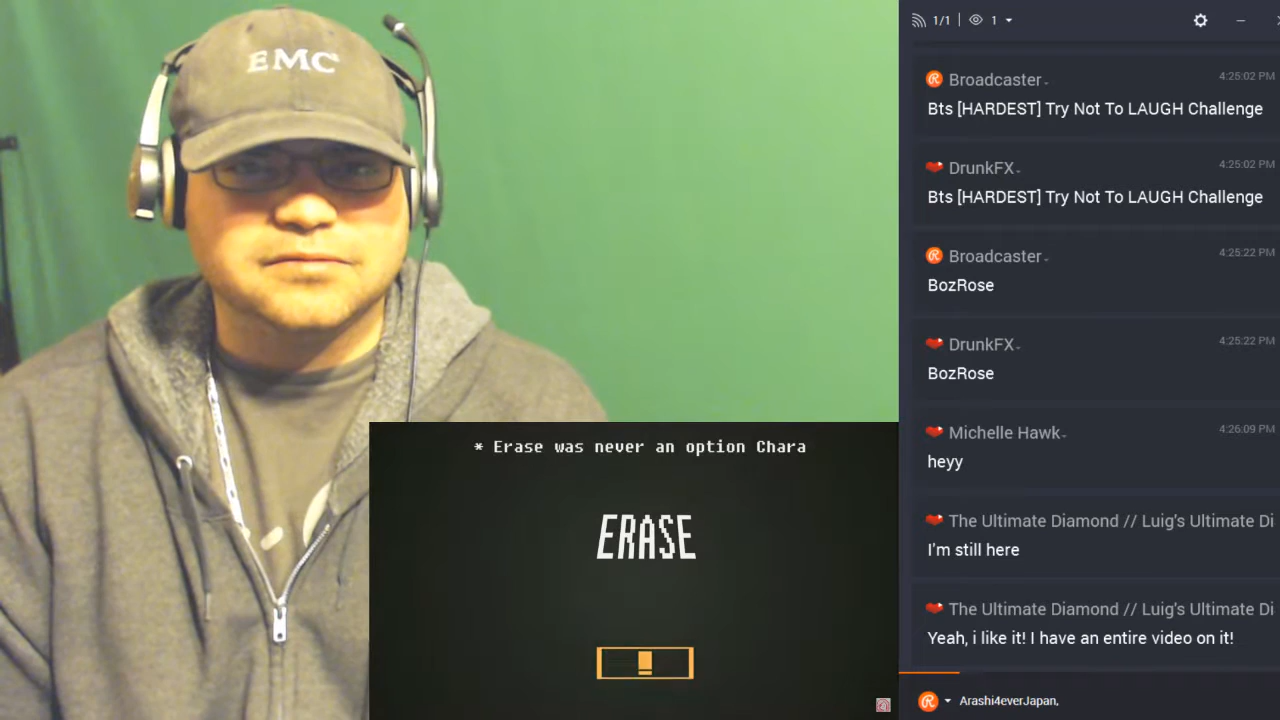 EMC²
* Erase was never an option Chara
ERASE
1/1
1
Broadcaster
4:25:02 PM
Bts [HARDEST] Try Not To LAUGH Challenge
DrunkFX
4:25:02 PM
Bts [HARDEST] Try Not To LAUGH Challenge
Broadcaster
4:25:22 PM
BozRose
DrunkFX
4:25:22 PM
BozRose
Michelle Hawk
4:26:09 PM
heyy
The Ultimate Diamond // Luig's Ultimate Di
I'm still here
The Ultimate Diamond // Luig's Ultimate Di
Yeah, i like it! I have an entire video on it!
Arashi4everJapan,